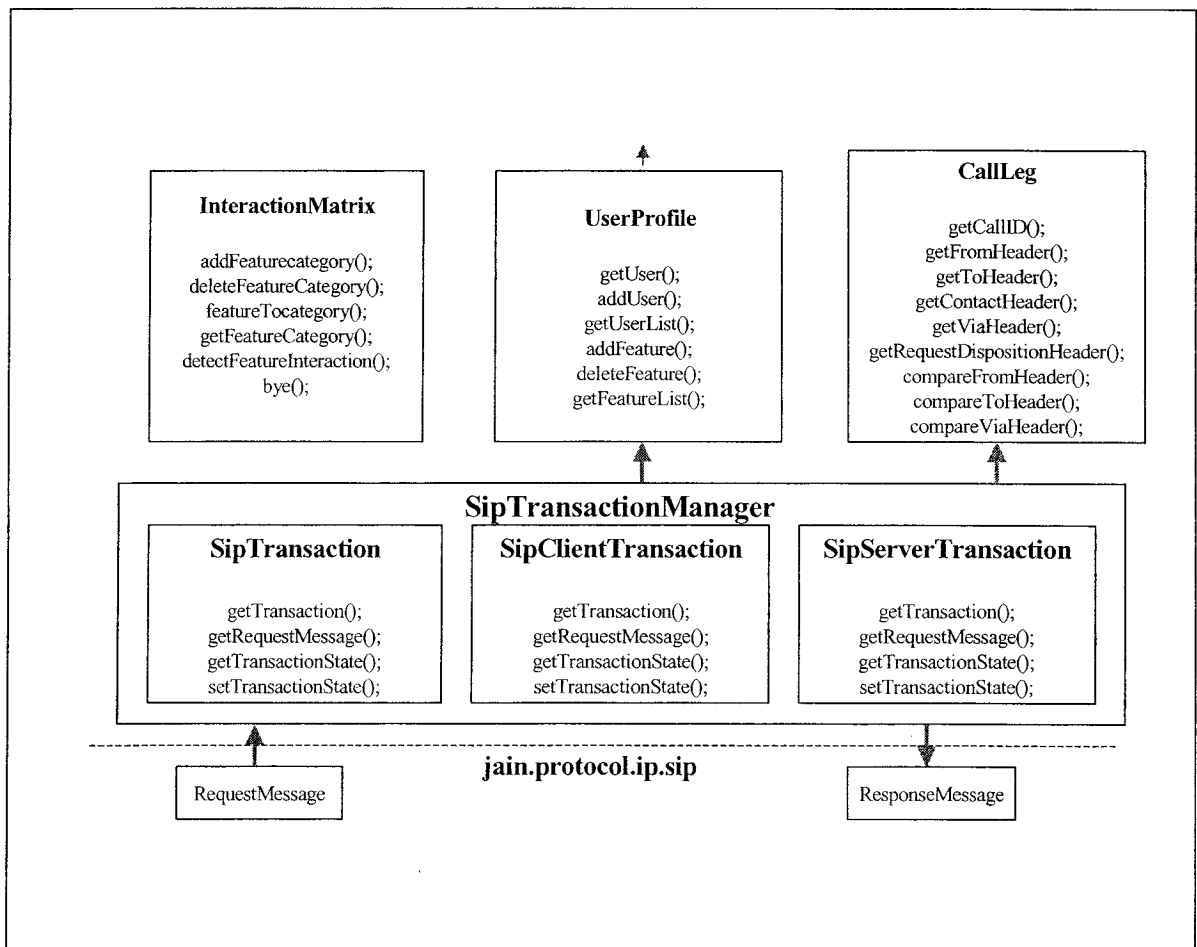 InteractionMatrix
addFeaturecategory();
deleteFeatureCategory();
featureTocategory();
getFeatureCategory();
detectFeatureInteraction();
bye();
UserProfile
getUser();
addUser();
getUserList();
addFeature();
deleteFeature();
getFeatureList();
CallLeg
getCallID();
getFromHeader();
getToHeader();
getContactHeader();
getViaHeader();
getRequestDispositionHeader();
compareFromHeader();
compareToHeader();
compareViaHeader();
SipTransactionManager
SipTransaction
getTransaction();
getRequestMessage();
getTransactionState();
setTransactionState();
SipClientTransaction
getTransaction();
getRequestMessage();
getTransactionState();
setTransactionState();
SipServerTransaction
getTransaction();
getRequestMessage();
getTransactionState();
setTransactionState();
jain.protocol.ip.sip
RequestMessage
ResponseMessage